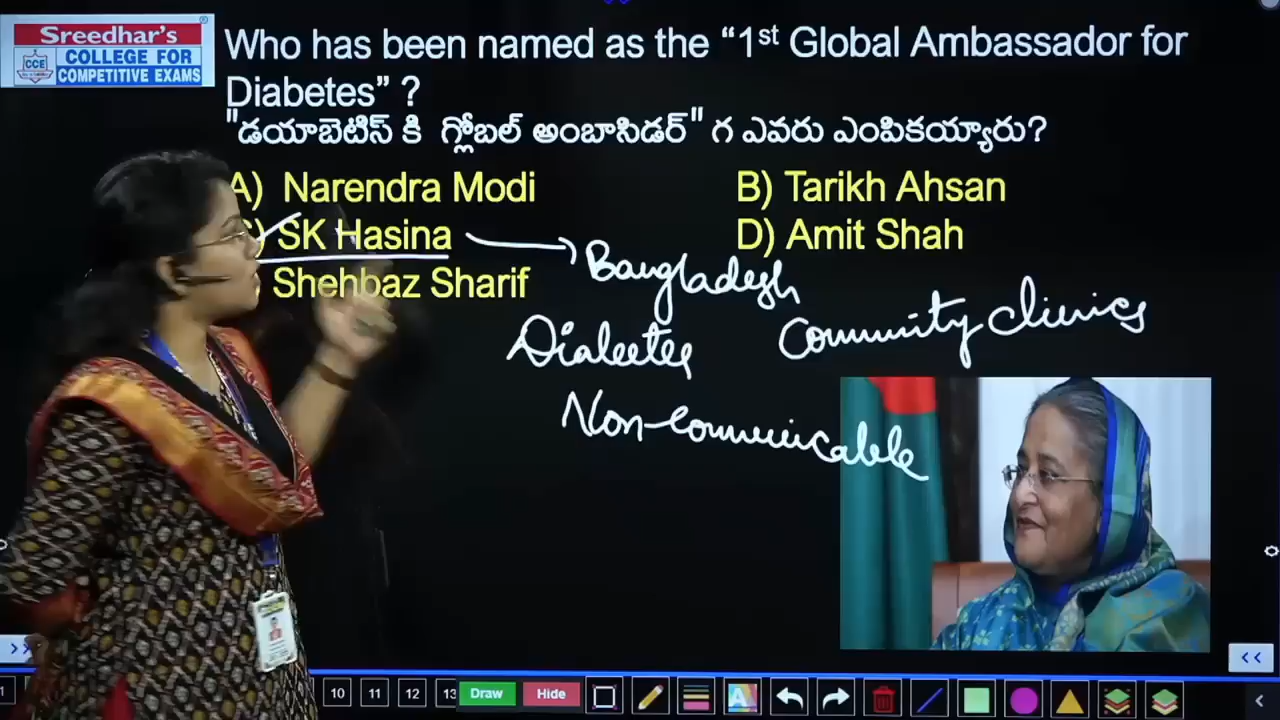 Sreedhar's
CCE
COLLEGE FOR
COMPETITIVE EXAMS
Who has been named as the “1st Global Ambassador for
Diabetes” ?
"డయాబెటిస్ కి గ్లోబల్ అంబాసిడర్" గ ఎవరు ఎంపికయ్యారు?
A) Narendra Modi
B) Tarikh Ahsan
SK Hasina
D) Amit Shah
Shehbaz Sharif
Bangladesh
Diabetes
Community clinics
Non-communicable
10 11 12 13
Draw
Hide